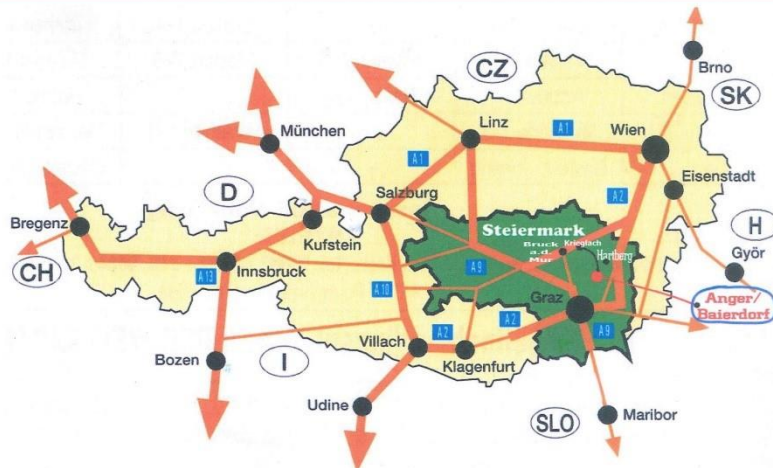 CZ
Brno
SK
München
Linz
A1
Wien
A1
Eisenstadt
A2
D
Salzburg
H
Bregenz
Kufstein
Steiermark
Bruck
a.d.
Mur
Krieglach
Hartberg
Györ
CH
Innsbruck
A13
A9
A10
Graz
Anger/
Baierdorf
A2
A2
A9
Villach
Klagenfurt
Bozen
I
Udine
SLO
Maribor